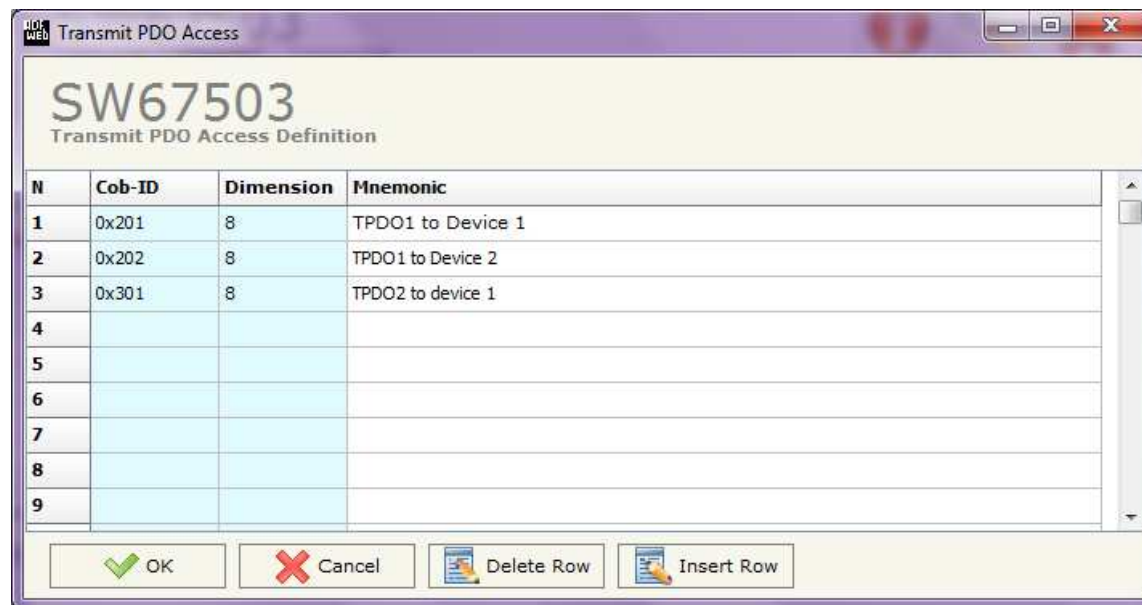 ADF
WEB Transmit PDO Access
SW67503
Transmit PDO Access Definition
N Cob-ID Dimension Mnemonic
1 0x201 8 TPDO1 to Device 1
2 0x202 8 TPDO1 to Device 2
3 0x301 8 TPDO2 to device 1
4
5
6
7
8
9
OK Cancel Delete Row Insert Row